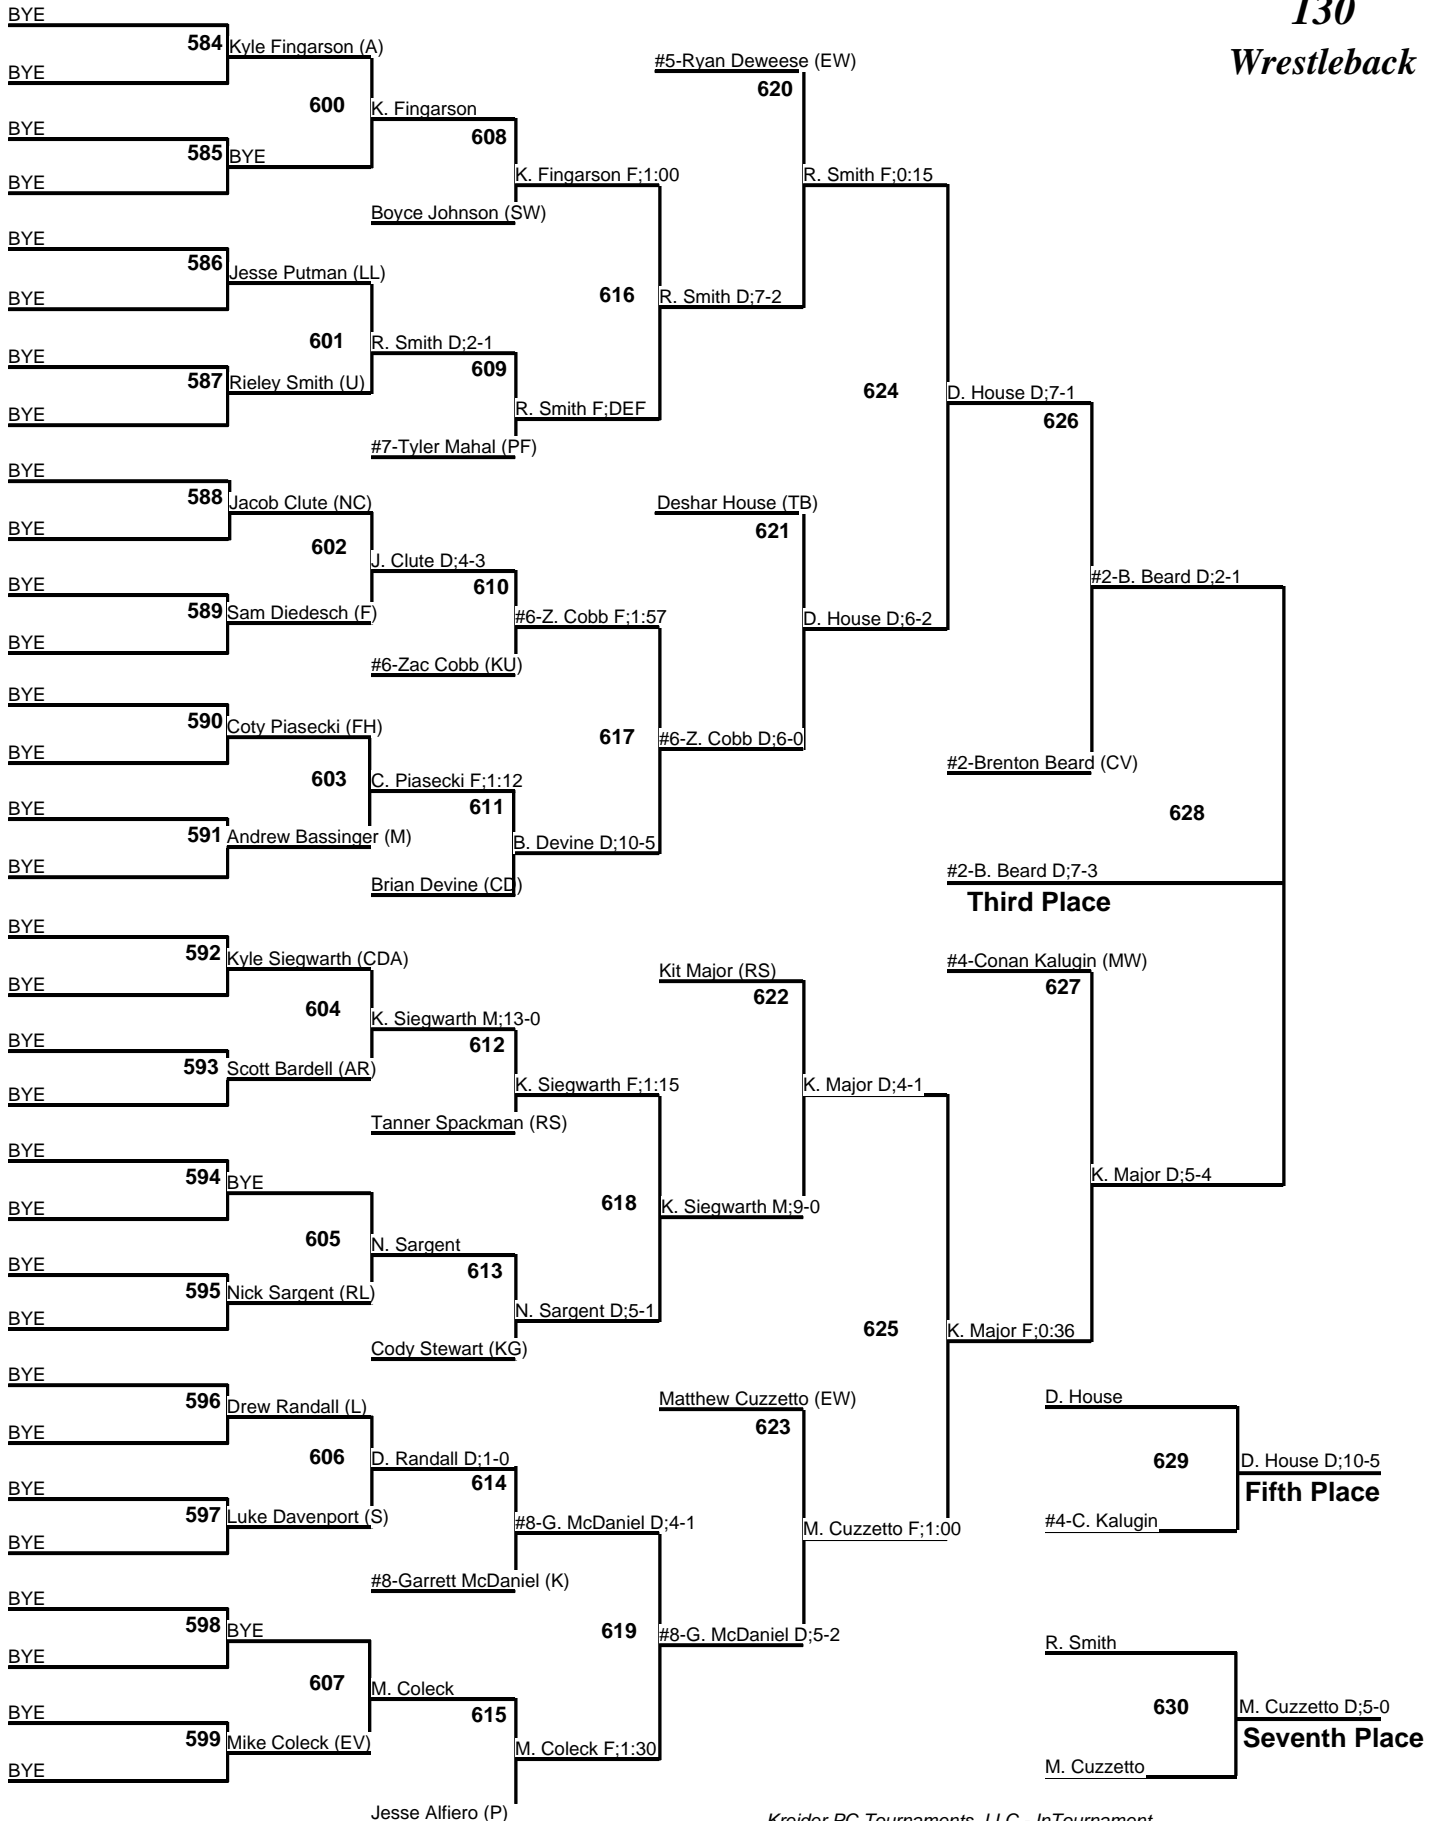 130
Wrestleback
BYE
584
Kyle Fingarson (A)
BYE
600
K. Fingarson
BYE
585
BYE
BYE
608
K. Fingarson F;1:00
Boyce Johnson (SW)
BYE
586
Jesse Putman (LL)
BYE
601
R. Smith D;2-1
BYE
587
Rieley Smith (U)
BYE
609
R. Smith F;DEF
#7-Tyler Mahal (PF)
616
R. Smith D;7-2
#5-Ryan Deweese (EW)
620
R. Smith F;0:15
BYE
588
Jacob Clute (NC)
BYE
602
J. Clute D;4-3
BYE
589
Sam Diedesch (F)
BYE
610
#6-Z. Cobb F;1:57
#6-Zac Cobb (KU)
BYE
590
Coty Piasecki (FH)
BYE
603
C. Piasecki F;1:12
BYE
591
Andrew Bassinger (M)
BYE
611
B. Devine D;10-5
Brian Devine (CD)
617
#6-Z. Cobb D;6-0
Deshar House (TB)
621
D. House D;6-2
624
D. House D;7-1
626
#2-B. Beard D;2-1
#2-Brenton Beard (CV)
628
#2-B. Beard D;7-3
Third Place
BYE
592
Kyle Siegwarth (CDA)
BYE
604
K. Siegwarth M;13-0
BYE
593
Scott Bardell (AR)
BYE
612
K. Siegwarth F;1:15
Tanner Spackman (RS)
BYE
594
BYE
BYE
605
N. Sargent
BYE
595
Nick Sargent (RL)
BYE
613
N. Sargent D;5-1
Cody Stewart (KG)
618
K. Siegwarth M;9-0
Kit Major (RS)
622
K. Major D;4-1
#4-Conan Kalugin (MW)
627
K. Major D;5-4
625
K. Major F;0:36
BYE
596
Drew Randall (L)
BYE
606
D. Randall D;1-0
BYE
597
Luke Davenport (S)
BYE
614
#8-G. McDaniel D;4-1
#8-Garrett McDaniel (K)
BYE
598
BYE
BYE
607
M. Coleck
BYE
599
Mike Coleck (EV)
BYE
615
M. Coleck F;1:30
Jesse Alfiero (P)
619
#8-G. McDaniel D;5-2
Matthew Cuzzetto (EW)
623
M. Cuzzetto F;1:00
D. House
629
D. House D;10-5
Fifth Place
#4-C. Kalugin
R. Smith
630
M. Cuzzetto D;5-0
Seventh Place
M. Cuzzetto
Kreider PC Tournaments, LLC - InTournament